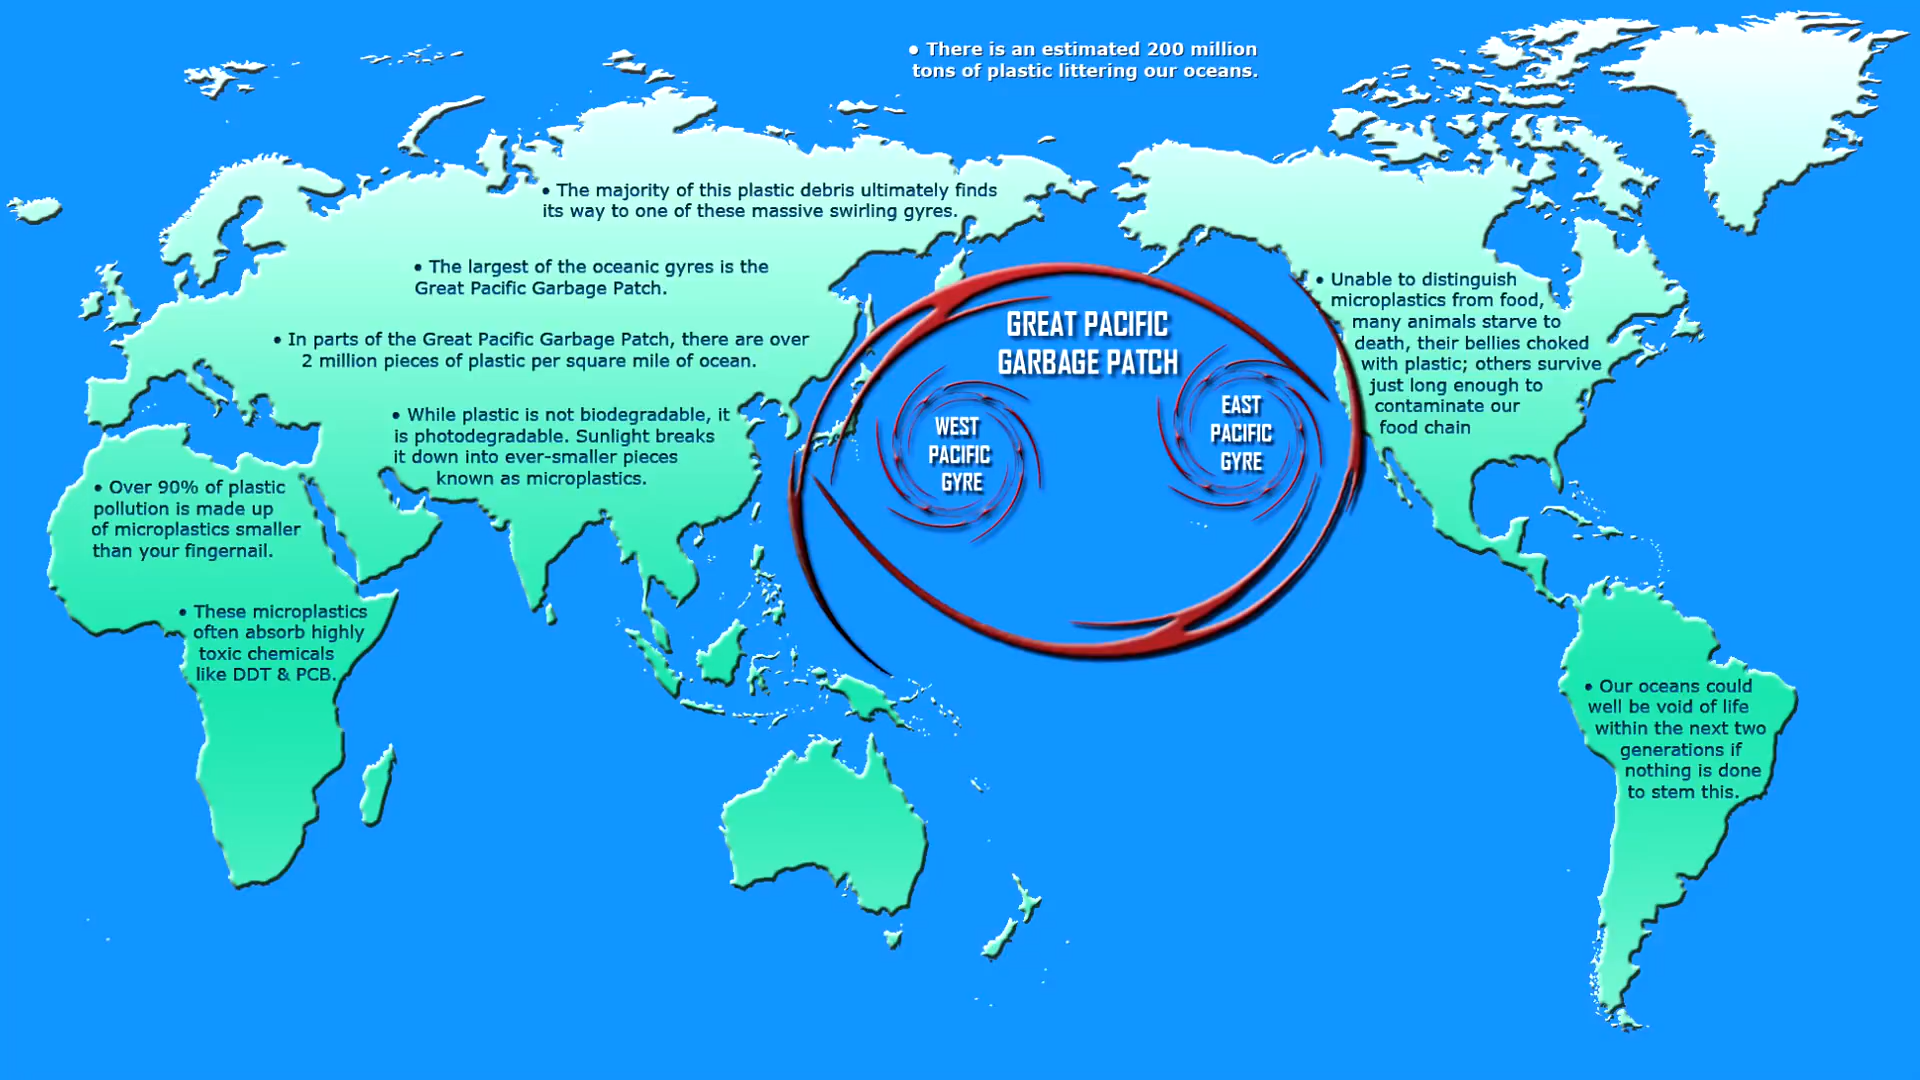 • There is an estimated 200 million
tons of plastic littering our oceans.
• The majority of this plastic debris ultimately finds
its way to one of these massive swirling gyres.
• The largest of the oceanic gyres is the
Great Pacific Garbage Patch.
• In parts of the Great Pacific Garbage Patch, there are over
2 million pieces of plastic per square mile of ocean.
• While plastic is not biodegradable, it
is photodegradable. Sunlight breaks
it down into ever-smaller pieces
known as microplastics.
• Over 90% of plastic
pollution is made up
of microplastics smaller
than your fingernail.
• These microplastics
often absorb highly
toxic chemicals
like DDT & PCB.
GREAT PACIFIC
GARBAGE PATCH
WEST
PACIFIC
GYRE
EAST
PACIFIC
GYRE
• Unable to distinguish
microplastics from food,
many animals starve to
death, their bellies choked
with plastic; others survive
just long enough to
contaminate our
food chain
• Our oceans could
well be void of life
within the next two
generations if
nothing is done
to stem this.